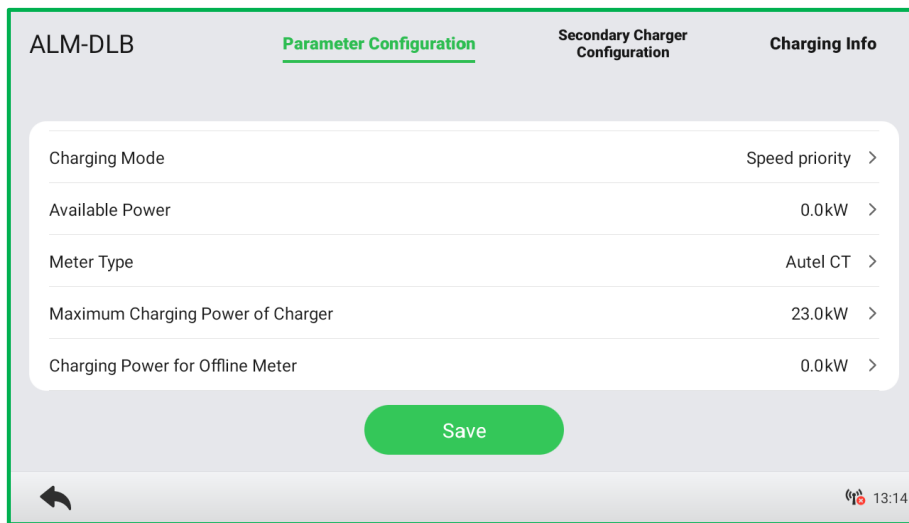 ALM-DLB
Parameter Configuration
Secondary Charger
Configuration
Charging Info
Charging Mode
Speed priority
Available Power
0.0kW
Meter Type
Autel CT
Maximum Charging Power of Charger
23.0kW
Charging Power for Offline Meter
0.0kW
Save
13:14